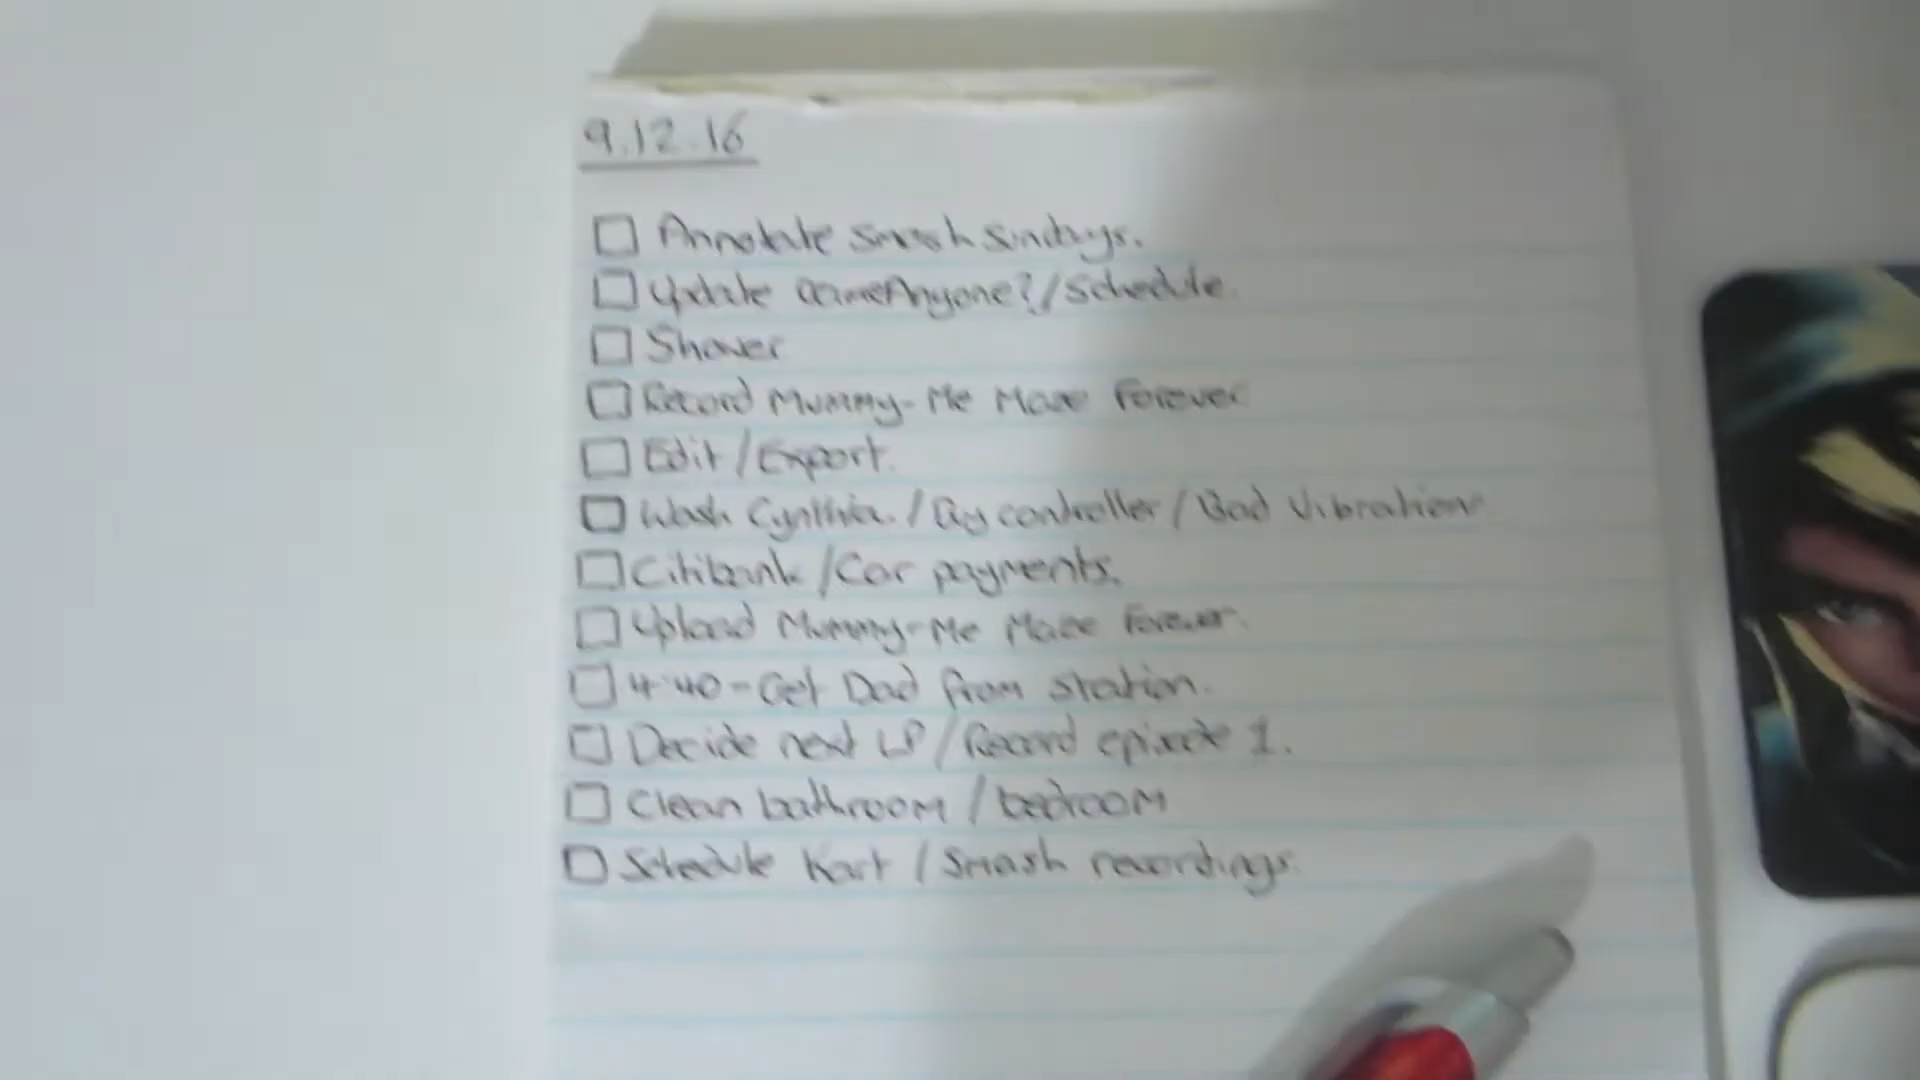 9.12.16
Annotate Smash Sundays.
Update GameAnyone?/Schedule.
Shower
Record Mummy-Me Maze Forever
Edit/Export.
Wash Cynthia./Buy controller/Bad Vibrations
Citibank/Car payments.
Upload Mummy-Me Maze Forever.
4:40-Get Dad from station.
Decide next LP/Record episode 1.
Clean bathroom/bedroom
Schedule Kart/Smash recordings.